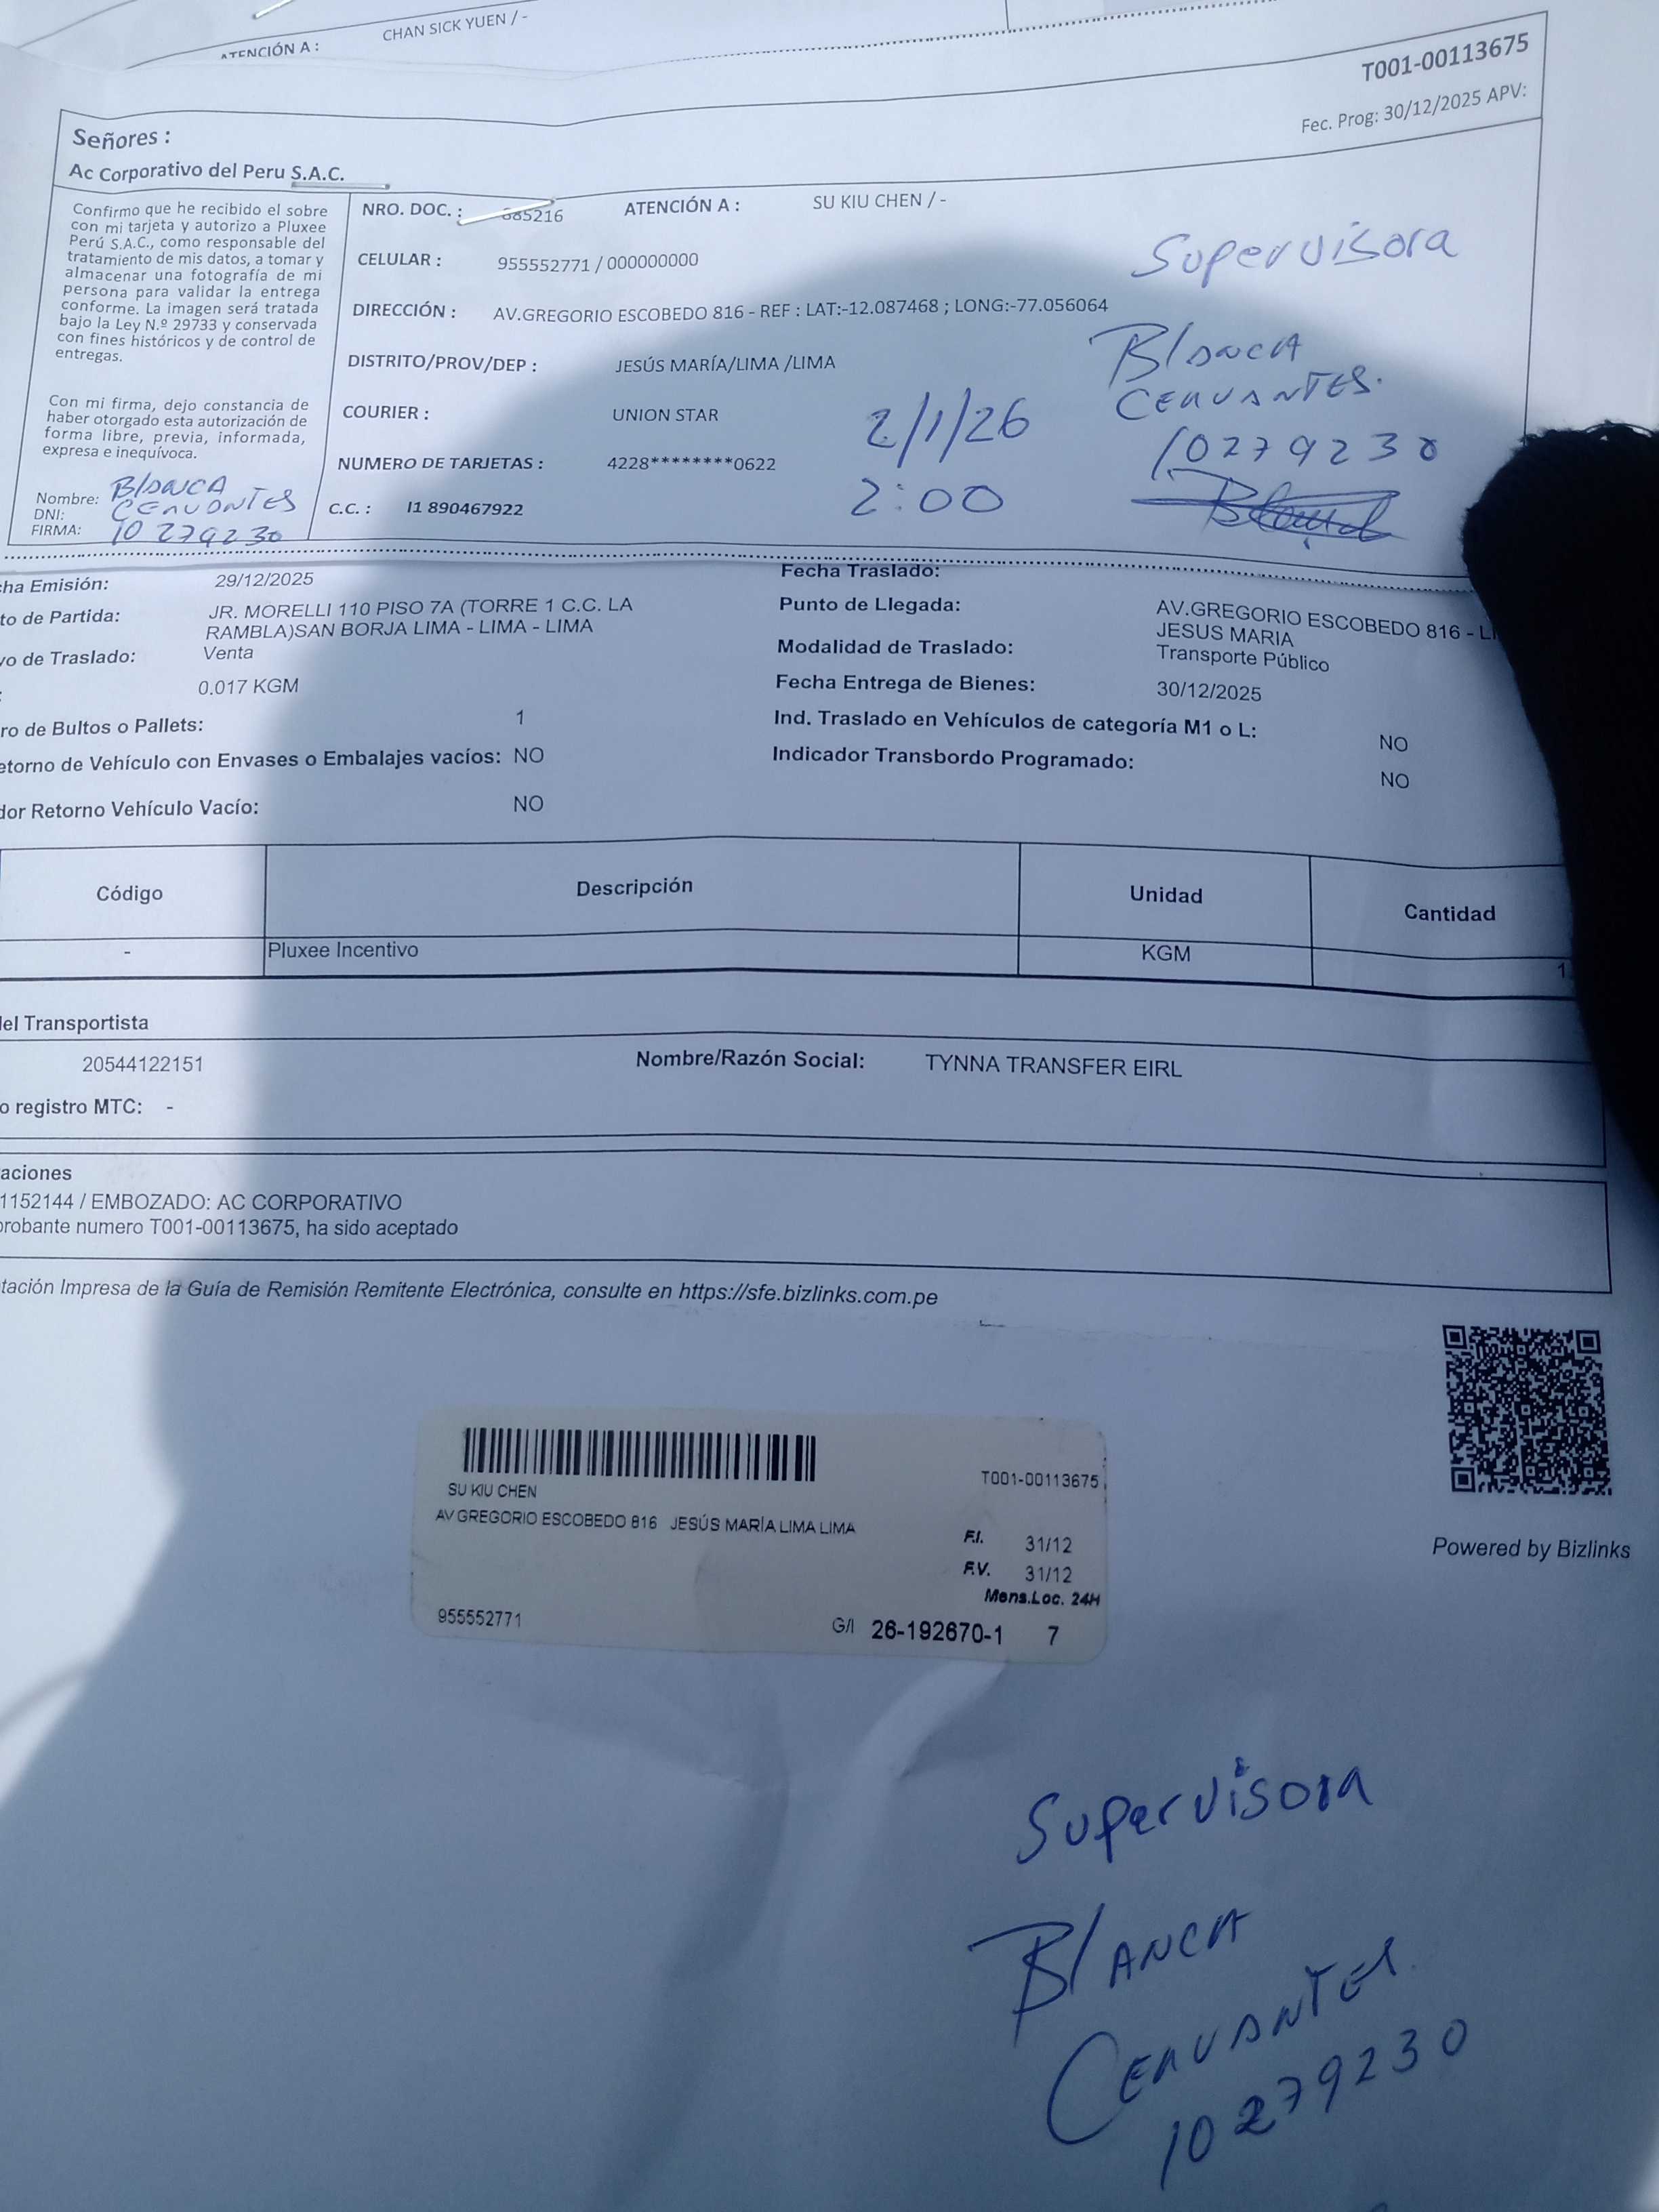 ATENCIÓN A : CHAN SICK YUEN / -
T001-00113675
Fec. Prog: 30/12/2025 APV:
Señores :
Ac Corporativo del Peru S.A.C.
Confirmo que he recibido el sobre
con mi tarjeta y autorizo a Pluxee
Perú S.A.C., como responsable del
tratamiento de mis datos, a tomar y
almacenar una fotografía de mi
persona para validar la entrega
conforme. La imagen será tratada
bajo la Ley N.º 29733 y conservada
con fines históricos y de control de
entregas.
Con mi firma, dejo constancia de
haber otorgado esta autorización de
forma libre, previa, informada,
expresa e inequívoca.
Nombre: BlANCA
DNI: CERVANTES
FIRMA: 10279230
NRO. DOC. : 885216 ATENCIÓN A : SU KIU CHEN / -
CELULAR : 955552771 / 000000000
DIRECCIÓN : AV.GREGORIO ESCOBEDO 816 - REF : LAT:-12.087468 ; LONG:-77.056064
DISTRITO/PROV/DEP : JESÚS MARÍA/LIMA /LIMA
COURIER : UNION STAR
NUMERO DE TARJETAS : 4228********0622
C.C. : I1 890467922
2/1/26
2:00
Supervisora
BlANCA
CERVANTES.
10279230
cha Emisión: 29/12/2025
Fecha Traslado:
to de Partida: JR. MORELLI 110 PISO 7A (TORRE 1 C.C. LA
RAMBLA)SAN BORJA LIMA - LIMA - LIMA
Punto de Llegada: AV.GREGORIO ESCOBEDO 816 - LI
JESUS MARIA
vo de Traslado: Venta
Modalidad de Traslado: Transporte Público
: 0.017 KGM
Fecha Entrega de Bienes: 30/12/2025
ro de Bultos o Pallets: 1
Ind. Traslado en Vehículos de categoría M1 o L: NO
etorno de Vehículo con Envases o Embalajes vacíos: NO
Indicador Transbordo Programado: NO
dor Retorno Vehículo Vacío: NO
Código Descripción Unidad Cantidad
- Pluxee Incentivo KGM 1
del Transportista
20544122151 Nombre/Razón Social: TYNNA TRANSFER EIRL
o registro MTC: -
aciones
1152144 / EMBOZADO: AC CORPORATIVO
probante numero T001-00113675, ha sido aceptado
tación Impresa de la Guía de Remisión Remitente Electrónica, consulte en https://sfe.bizlinks.com.pe
Powered by Bizlinks
T001-00113675
SU KIU CHEN
AV GREGORIO ESCOBEDO 816 JESÚS MARÍA LIMA LIMA
F.I. 31/12
F.V. 31/12
Mens.Loc. 24H
955552771 G/I 26-192670-1 7
Supervisora
BlANCA
CERVANTES.
10279230